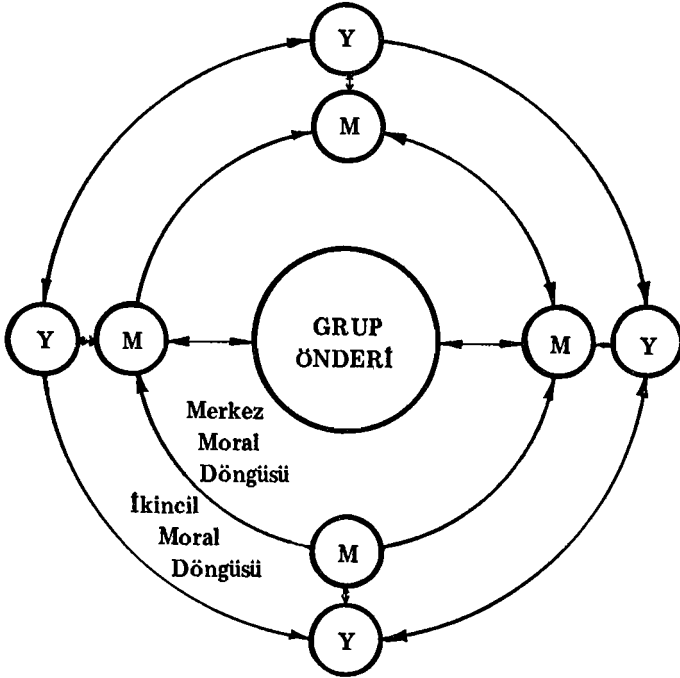 Y
M
Y
M
GRUP
ÖNDERİ
M
Y
Merkez
Moral
Döngüsü
İkincil
Moral
Döngüsü
M
Y